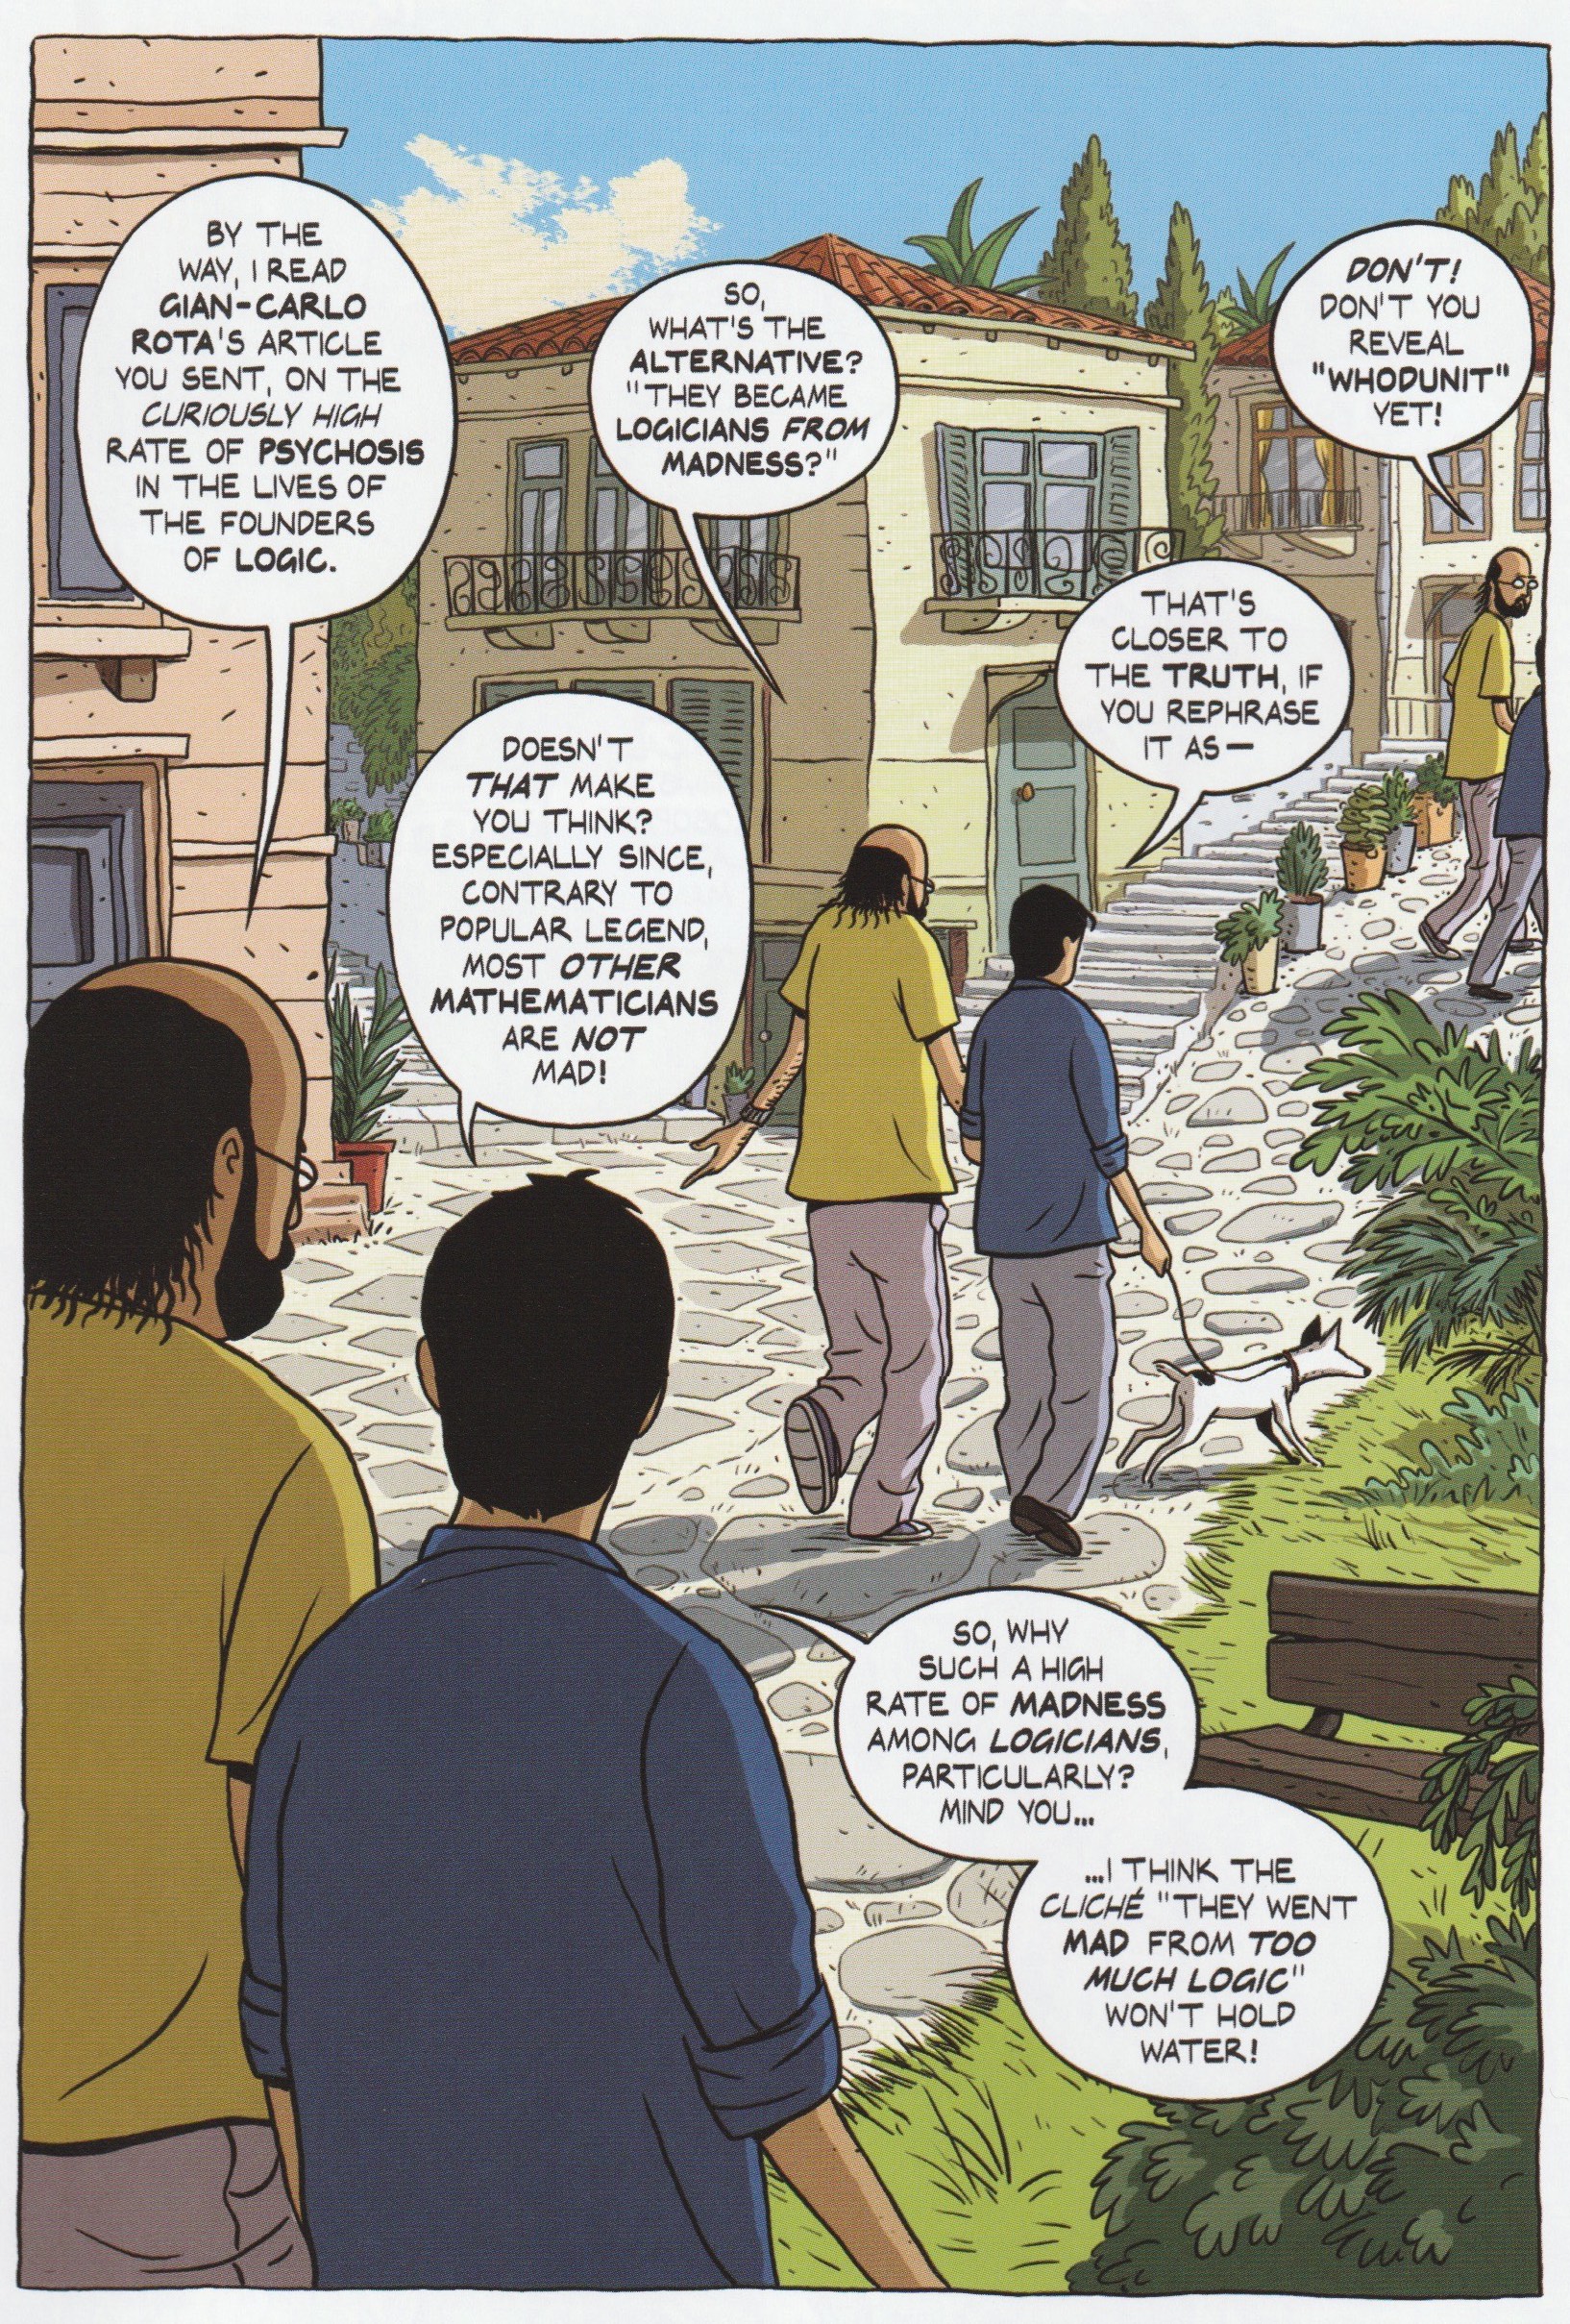 BY THE
WAY, I READ
GIAN-CARLO
ROTA'S ARTICLE
YOU SENT, ON THE
CURIOUSLY HIGH
RATE OF PSYCHOSIS
IN THE LIVES OF
THE FOUNDERS
OF LOGIC.
DOESN'T
THAT MAKE
YOU THINK?
ESPECIALLY SINCE,
CONTRARY TO
POPULAR LEGEND,
MOST OTHER
MATHEMATICIANS
ARE NOT
MAD!
SO, WHY
SUCH A HIGH
RATE OF MADNESS
AMONG LOGICIANS,
PARTICULARLY?
MIND YOU...
...I THINK THE
CLICHÉ "THEY WENT
MAD FROM TOO
MUCH LOGIC"
WON'T HOLD
WATER!
SO,
WHAT'S THE
ALTERNATIVE?
"THEY BECAME
LOGICIANS FROM
MADNESS?"
THAT'S
CLOSER TO
THE TRUTH, IF
YOU REPHRASE
IT AS—
DON'T!
DON'T YOU
REVEAL
"WHODUNIT"
YET!